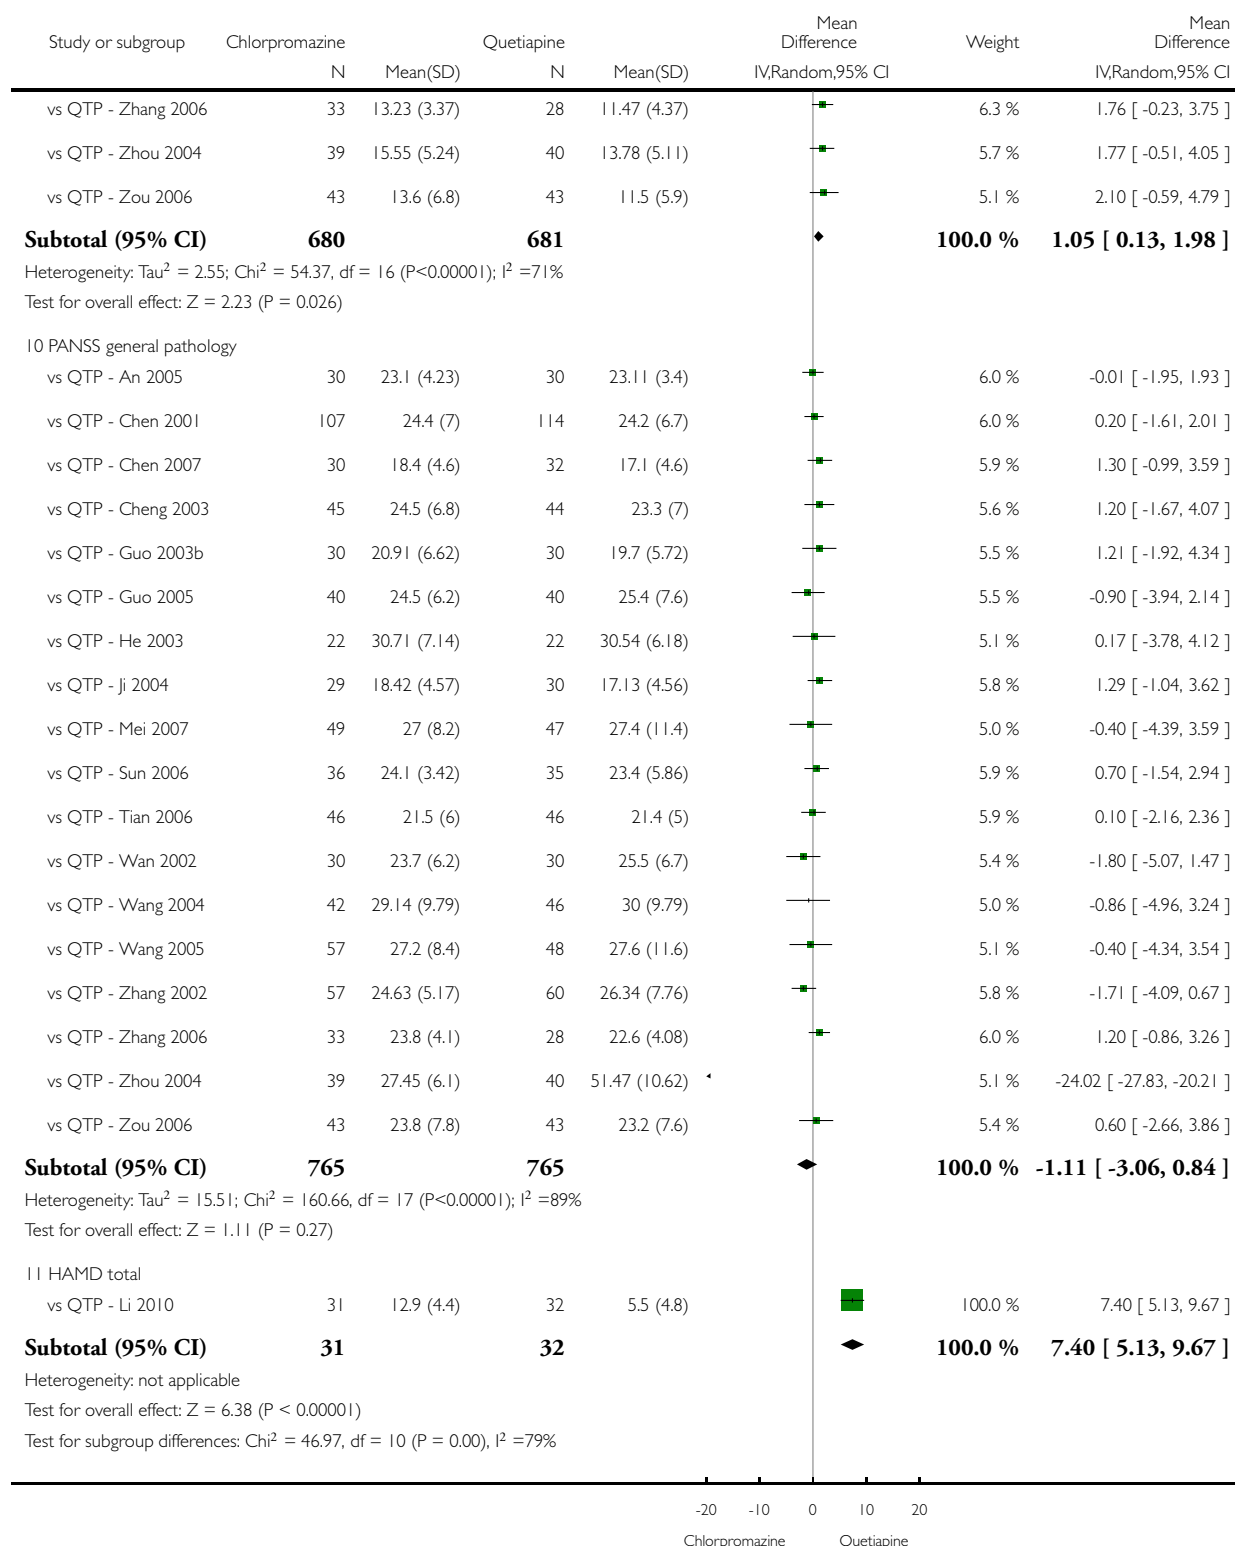 Study or subgroup Chlorpromazine Quetiapine Mean Difference Weight Mean Difference
N Mean(SD) N Mean(SD) IV,Random,95% CI IV,Random,95% CI
vs QTP - Zhang 2006 33 13.23 (3.37) 28 11.47 (4.37) 6.3 % 1.76 [ -0.23, 3.75 ]
vs QTP - Zhou 2004 39 15.55 (5.24) 40 13.78 (5.11) 5.7 % 1.77 [ -0.51, 4.05 ]
vs QTP - Zou 2006 43 13.6 (6.8) 43 11.5 (5.9) 5.1 % 2.10 [ -0.59, 4.79 ]
Subtotal (95% CI) 680 681 100.0 % 1.05 [ 0.13, 1.98 ]
Heterogeneity: Tau² = 2.55; Chi² = 54.37, df = 16 (P<0.00001); I² =71%
Test for overall effect: Z = 2.23 (P = 0.026)
10 PANSS general pathology
vs QTP - An 2005 30 23.1 (4.23) 30 23.11 (3.4) 6.0 % -0.01 [ -1.95, 1.93 ]
vs QTP - Chen 2001 107 24.4 (7) 114 24.2 (6.7) 6.0 % 0.20 [ -1.61, 2.01 ]
vs QTP - Chen 2007 30 18.4 (4.6) 32 17.1 (4.6) 5.9 % 1.30 [ -0.99, 3.59 ]
vs QTP - Cheng 2003 45 24.5 (6.8) 44 23.3 (7) 5.6 % 1.20 [ -1.67, 4.07 ]
vs QTP - Guo 2003b 30 20.91 (6.62) 30 19.7 (5.72) 5.5 % 1.21 [ -1.92, 4.34 ]
vs QTP - Guo 2005 40 24.5 (6.2) 40 25.4 (7.6) 5.5 % -0.90 [ -3.94, 2.14 ]
vs QTP - He 2003 22 30.71 (7.14) 22 30.54 (6.18) 5.1 % 0.17 [ -3.78, 4.12 ]
vs QTP - Ji 2004 29 18.42 (4.57) 30 17.13 (4.56) 5.8 % 1.29 [ -1.04, 3.62 ]
vs QTP - Mei 2007 49 27 (8.2) 47 27.4 (11.4) 5.0 % -0.40 [ -4.39, 3.59 ]
vs QTP - Sun 2006 36 24.1 (3.42) 35 23.4 (5.86) 5.9 % 0.70 [ -1.54, 2.94 ]
vs QTP - Tian 2006 46 21.5 (6) 46 21.4 (5) 5.9 % 0.10 [ -2.16, 2.36 ]
vs QTP - Wan 2002 30 23.7 (6.2) 30 25.5 (6.7) 5.4 % -1.80 [ -5.07, 1.47 ]
vs QTP - Wang 2004 42 29.14 (9.79) 46 30 (9.79) 5.0 % -0.86 [ -4.96, 3.24 ]
vs QTP - Wang 2005 57 27.2 (8.4) 48 27.6 (11.6) 5.1 % -0.40 [ -4.34, 3.54 ]
vs QTP - Zhang 2002 57 24.63 (5.17) 60 26.34 (7.76) 5.8 % -1.71 [ -4.09, 0.67 ]
vs QTP - Zhang 2006 33 23.8 (4.1) 28 22.6 (4.08) 6.0 % 1.20 [ -0.86, 3.26 ]
vs QTP - Zhou 2004 39 27.45 (6.1) 40 51.47 (10.62) 5.1 % -24.02 [ -27.83, -20.21 ]
vs QTP - Zou 2006 43 23.8 (7.8) 43 23.2 (7.6) 5.4 % 0.60 [ -2.66, 3.86 ]
Subtotal (95% CI) 765 765 100.0 % -1.11 [ -3.06, 0.84 ]
Heterogeneity: Tau² = 15.51; Chi² = 160.66, df = 17 (P<0.00001); I² =89%
Test for overall effect: Z = 1.11 (P = 0.27)
11 HAMD total
vs QTP - Li 2010 31 12.9 (4.4) 32 5.5 (4.8) 100.0 % 7.40 [ 5.13, 9.67 ]
Subtotal (95% CI) 31 32 100.0 % 7.40 [ 5.13, 9.67 ]
Heterogeneity: not applicable
Test for overall effect: Z = 6.38 (P < 0.00001)
Test for subgroup differences: Chi² = 46.97, df = 10 (P = 0.00), I² =79%
-20 -10 0 10 20
Chlorpromazine Quetiapine